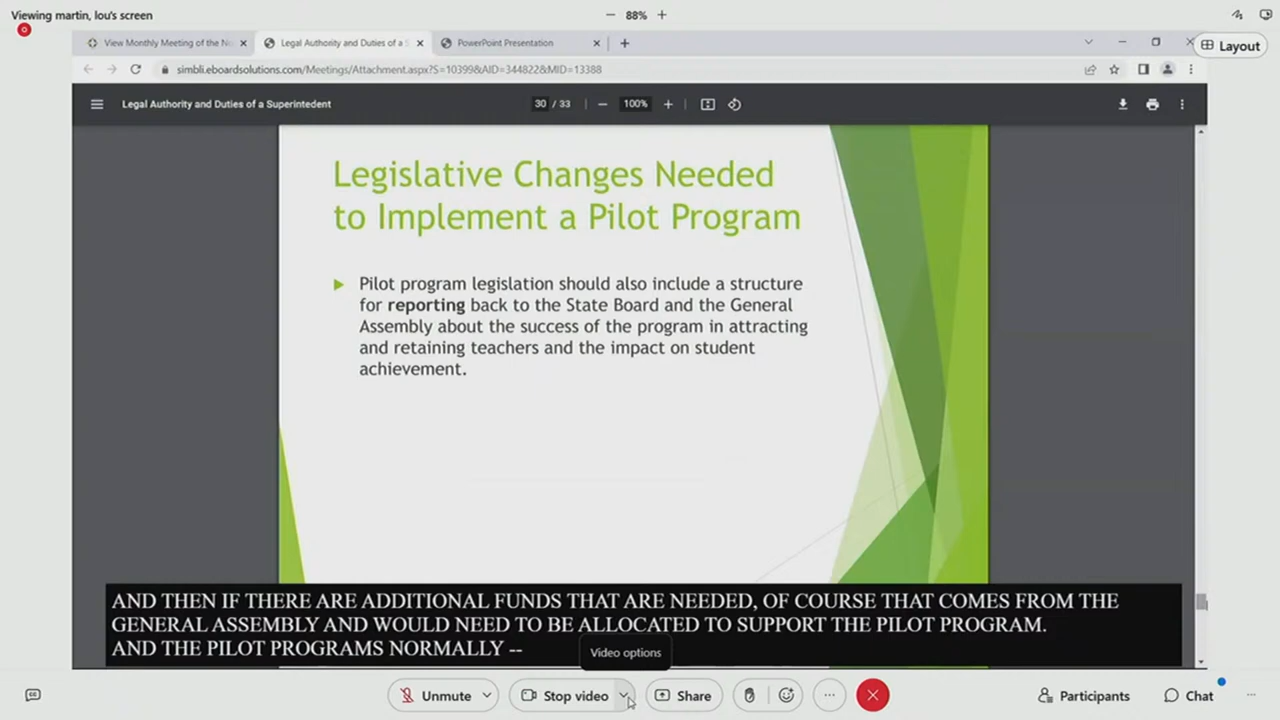 Viewing martin, lou's screen
88%
Layout
View Monthly Meeting of the No
Legal Authority and Duties of a S
PowerPoint Presentation
simbli.eboardsolutions.com/Meetings/Attachment.aspx?S=10399&AID=344822&MID=13388
Legal Authority and Duties of a Superintedent
30 / 33
100%
Legislative Changes Needed
to Implement a Pilot Program
Pilot program legislation should also include a structure
for reporting back to the State Board and the General
Assembly about the success of the program in attracting
and retaining teachers and the impact on student
achievement.
AND THEN IF THERE ARE ADDITIONAL FUNDS THAT ARE NEEDED, OF COURSE THAT COMES FROM THE
GENERAL ASSEMBLY AND WOULD NEED TO BE ALLOCATED TO SUPPORT THE PILOT PROGRAM.
AND THE PILOT PROGRAMS NORMALLY --
Video options
Unmute
Stop video
Share
Participants
Chat